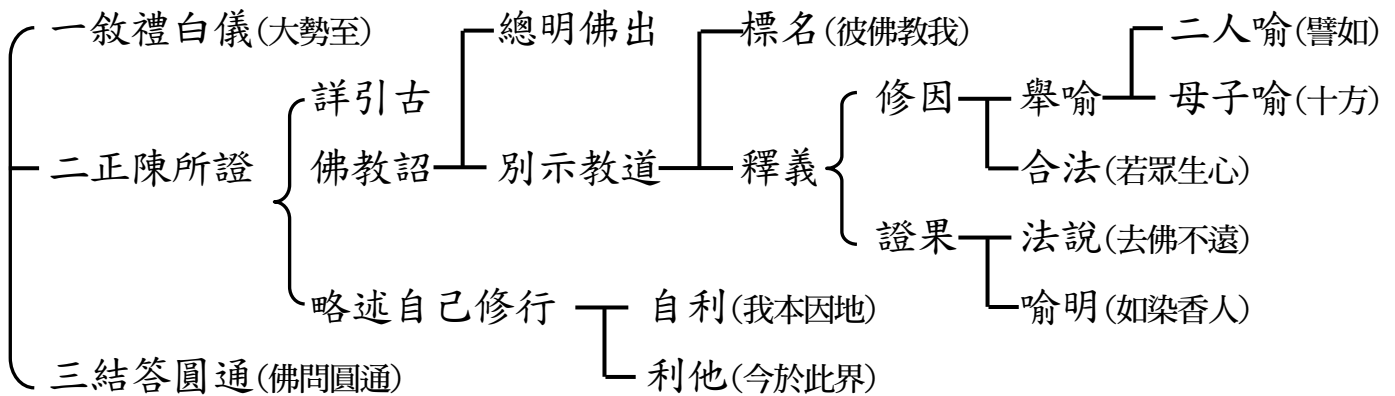 一敘禮白儀(大勢至) 總明佛出 標名(彼佛教我) 二人喻(譬如)
詳引古 修因 舉喻 母子喻(十方)
二正陳所證 佛教詔 別示教道 釋義 合法(若眾生心)
證果 法說(去佛不遠)
略述自己修行 自利(我本因地) 喻明(如染香人)
三結答圓通(佛問圓通) 利他(今於此界)